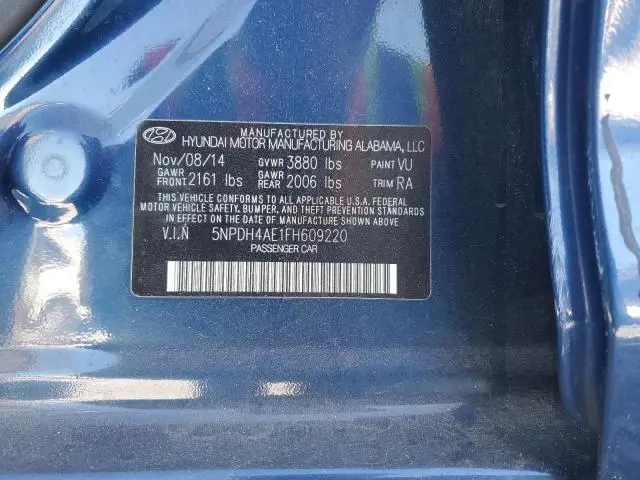 MANUFACTURED BY
HYUNDAI MOTOR MANUFACTURING ALABAMA, LLC
Nov/08/14 GVWR 3880 lbs PAINT VU
GAWR FRONT 2161 lbs GAWR REAR 2006 lbs TRIM RA
THIS VEHICLE CONFORMS TO ALL APPLICABLE U.S.A. FEDERAL
MOTOR VEHICLE SAFETY, BUMPER, AND THEFT PREVENTION
STANDARDS IN EFFECT ON THE DATE OF MANUFACTURE SHOWN ABOVE.
V.I.N 5NPDH4AE1FH609220
PASSENGER CAR